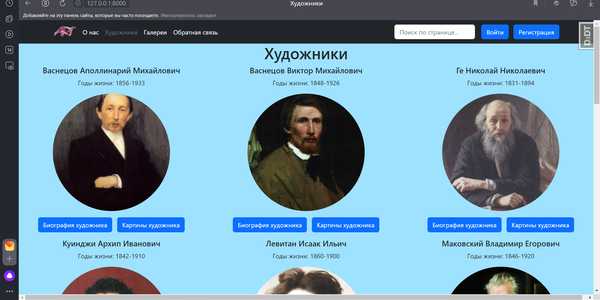 Художники
127.0.0.1:8000
Добавляйте на эту панель сайты, которые вы часто посещаете. Импортировать закладки
О нас Художники Галереи Обратная связь Поиск по странице.. Войти Регистрация
DjDT
Художники
Васнецов Аполлинарий Михайлович Васнецов Виктор Михайлович Ге Николай Николаевич
Годы жизни: 1856-1933 Годы жизни: 1848-1926 Годы жизни: 1831-1894
Биография художника Картины художника Биография художника Картины художника Биография художника Картины художника
Куинджи Архип Иванович Левитан Исаак Ильич Маковский Владимир Егорович
Годы жизни: 1842-1910 Годы жизни: 1860-1900 Годы жизни: 1846-1920